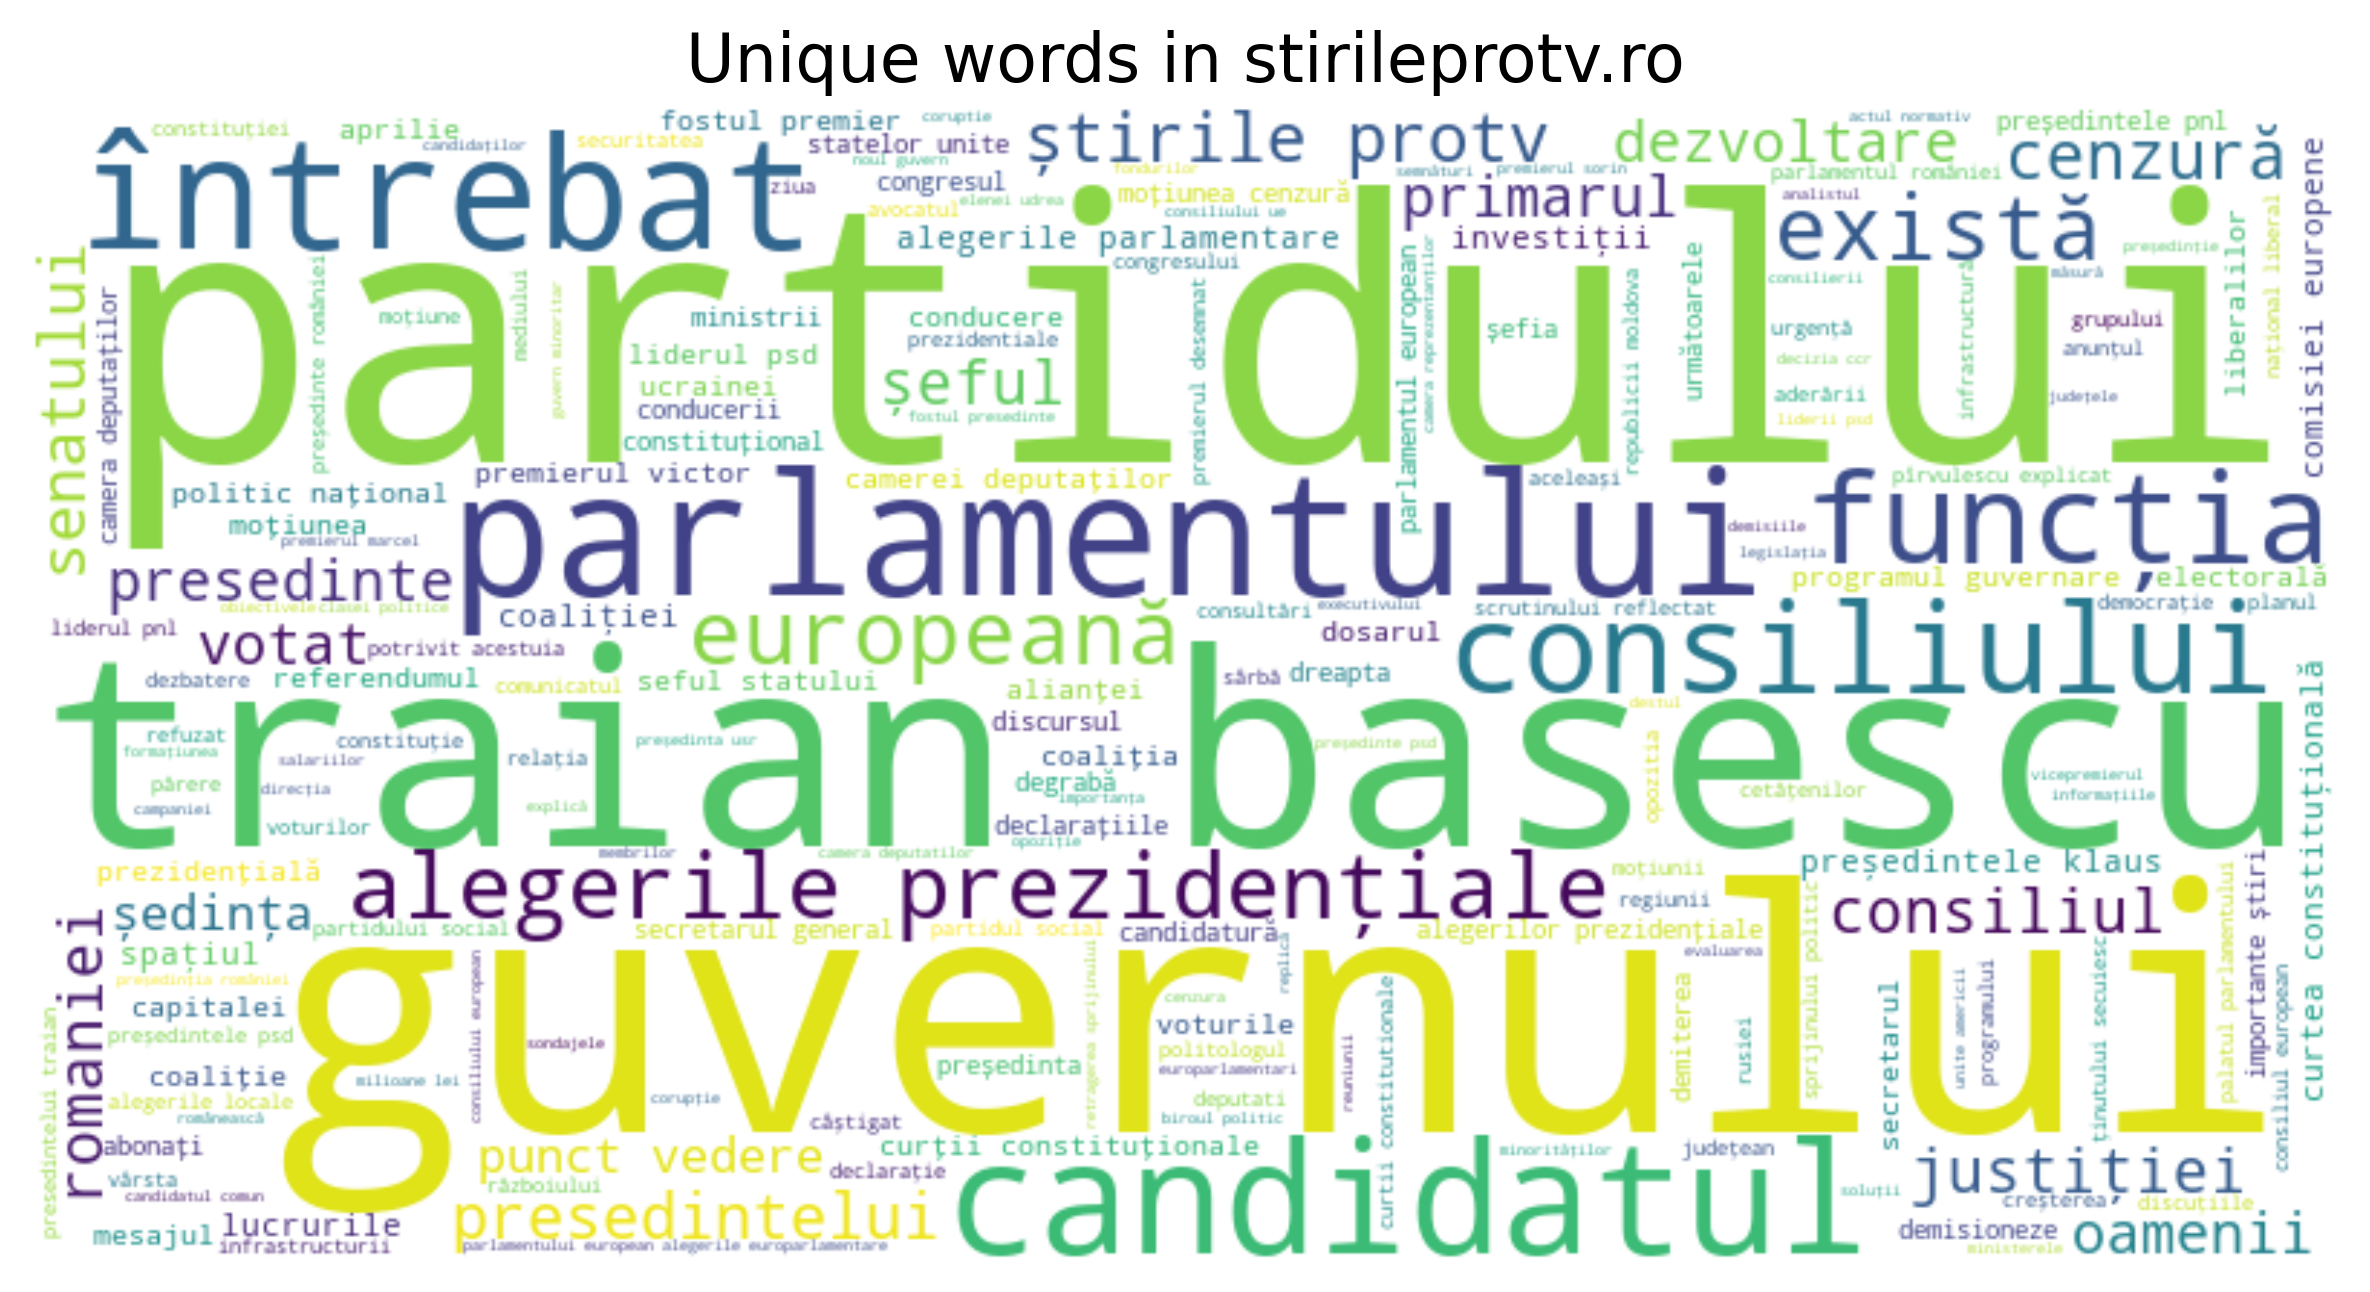 Unique words in stirileprotv.ro
constituției
aprilie
candidaților
securitatea
fostul premier
coruptie
statelor unite
noul guvern
știrile protv
fondurilor
semnături
premierul sorin
dezvoltare
actul normativ
președintele pnl
cenzură
întrebat
ziua
congresul
elenei udrea
avocatul
moțiunea cenzură
consiliului ue
primarul
parlamentul româniei
analistul
există
președinție
alegerile parlamentare
congresului
investiții
senatului
partidului
camera deputaților
președinte româniei
moțiune
mediului
guvern minoritar
ministrii
conducere
prezidentiale
liderul psd
ucrainei
șeful
conducerii
fostul presedinte
constituțional
premierul desemnat
parlamentul european
camera reprezentanților
șefia
republicii moldova
următoarele
consilierii
măsură
urgență
grupului
anunțul
decizia ccr
aderării
județele
liderii psd
infrastructură
liberalilor
național liberal
comisiei europene
premierul victor
camerei deputaților
aceleași
pîrvulescu explicat
politic național
moțiunea
premierul marcel
parlamentului
funcția
demisiile
legislația
presedinte
programul guvernare
electorală
obiectivele
clasei politice
coaliției
europeană
consultări
executivului
scrutinului reflectat
democrație
planul
liderul pnl
votat
potrivit acestuia
dosarul
consiliului
dezbatere
referendumul
comunicatul
seful statului
alianței
sârbă
dreapta
traian basescu
discursul
destul
refuzat
formațiunea
constituție
salariilor
relația
președinta usr
coaliția
președinte psd
opozitia
vicepremierul
informațiile
părere
direcția
campaniei
explică
degrabă
importanța
cetățenilor
voturilor
declarațiile
opoziție
curtea constituțională
membrilor
camera deputatilor
prezidențială
alegerile prezidențiale
moțiunii
președintele klaus
regiunii
consiliul
ședința
partidului social
secretarul general
partidul social
candidatură
alegerilor prezidențiale
romaniei
spațiul
președinția româniei
capitalei
președintele psd
guvernului
consiliului european
sondajele
retragerea sprijinului
replică
cenzura
evaluarea
sprijinului politic
unite americii
programului
secretarul
ținutului secuiesc
palatul parlamentului
importante știri
consiliul european
voturile
politologul
președinta
europarlamentari
reuniunii
curtii constitutionale
demiterea
rusiei
coaliție
milioane lei
alegerile locale
românească
corupție
deputati
biroul politic
presedintelui traian
abonați
câștigat
punct vedere
curții constituționale
minorităților
județean
declarație
justiției
vârsta
războiului
candidatul comun
candidatul
soluții
creșterea
discuțiile
mesajul
lucrurile
presedintelui
demisioneze
oamenii
infrastructurii
parlamentului european alegerile europarlamentare
ministerele